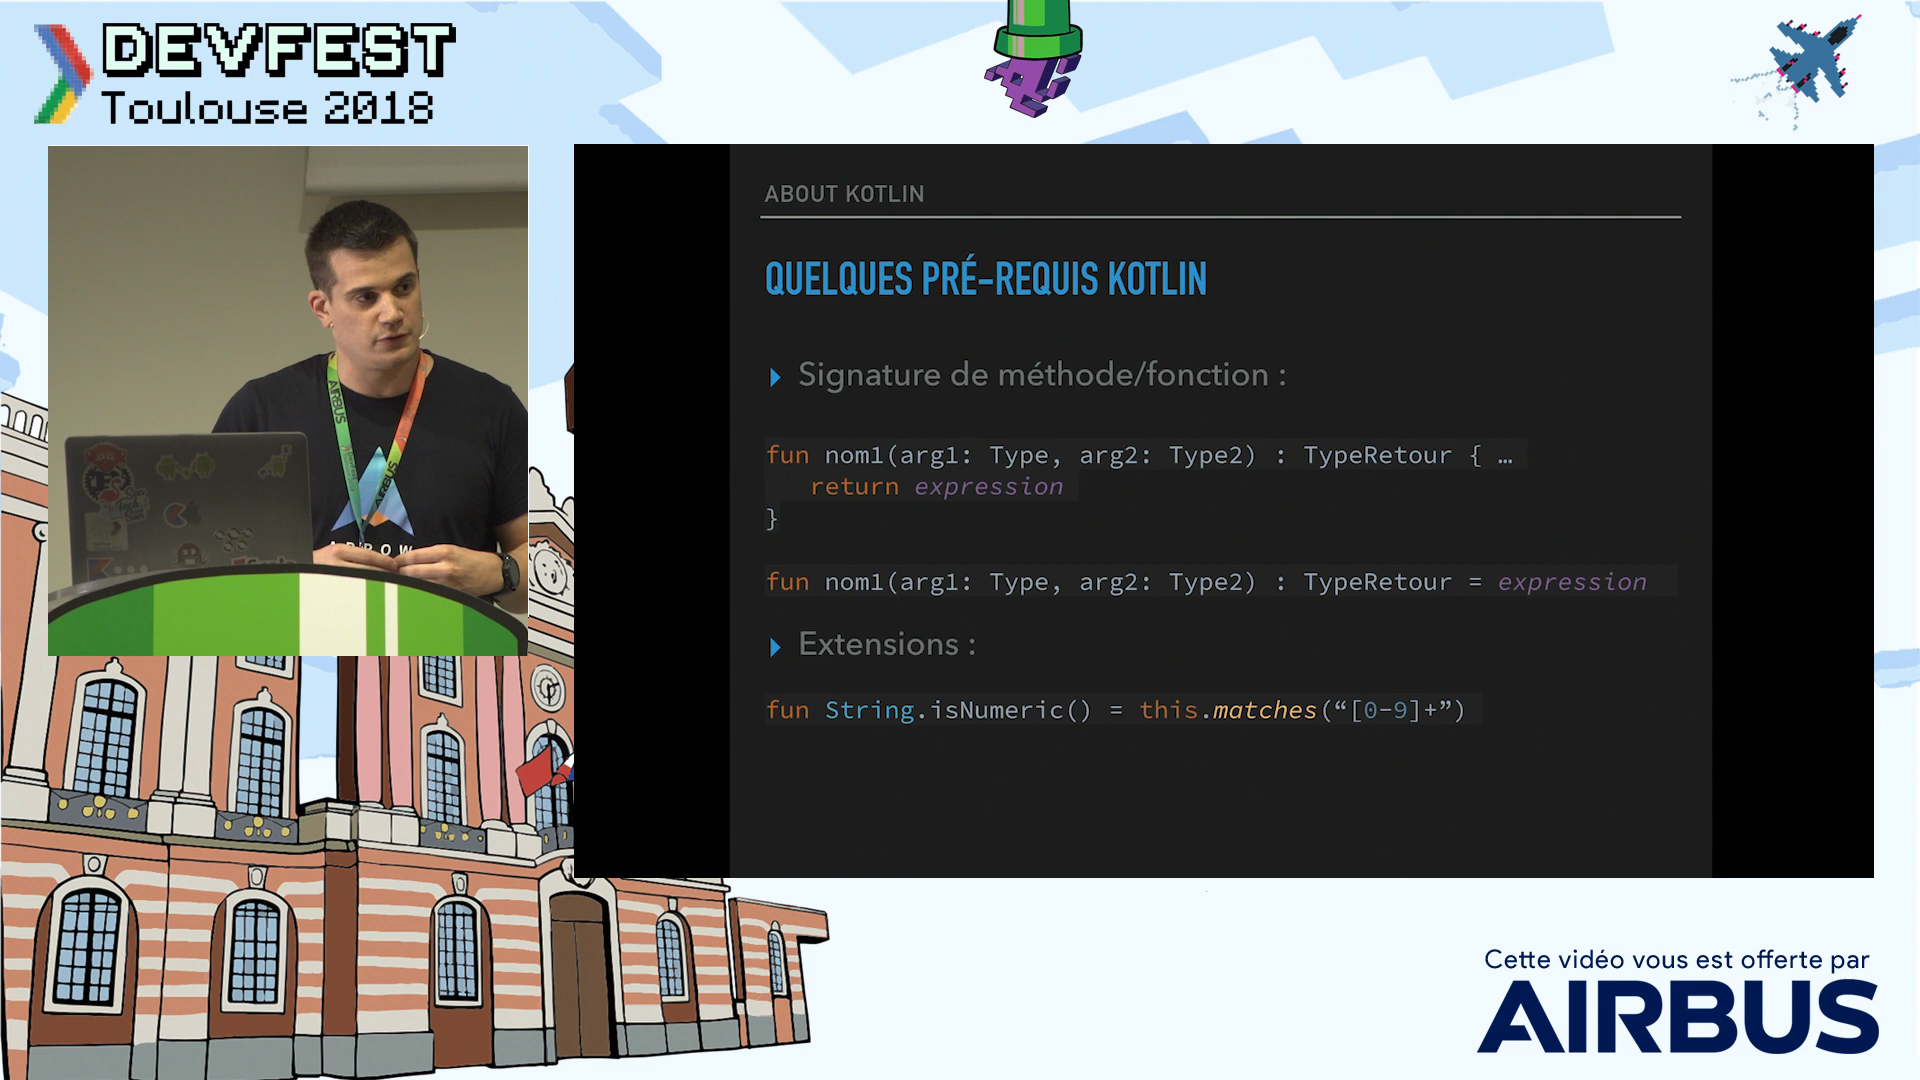 DEVFEST
Toulouse 2018
AIRBUS
AIRBUS
ABOUT KOTLIN
QUELQUES PRÉ-REQUIS KOTLIN
Signature de méthode/fonction :
fun nom1(arg1: Type, arg2: Type2) : TypeRetour { …
return expression
}
fun nom1(arg1: Type, arg2: Type2) : TypeRetour = expression
Extensions :
fun String.isNumeric() = this.matches(“[0-9]+”)
Cette vidéo vous est offerte par
AIRBUS